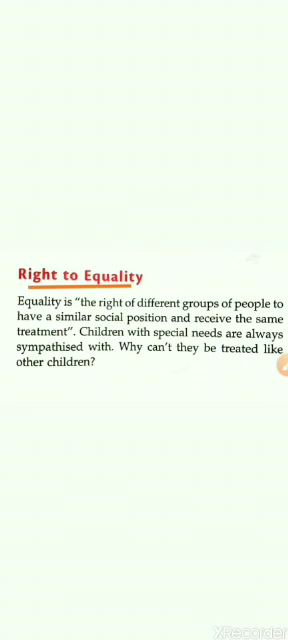 Right to Equality
Equality is "the right of different groups of people to
have a similar social position and receive the same
treatment". Children with special needs are always
sympathised with. Why can't they be treated like
other children?
XRecorder